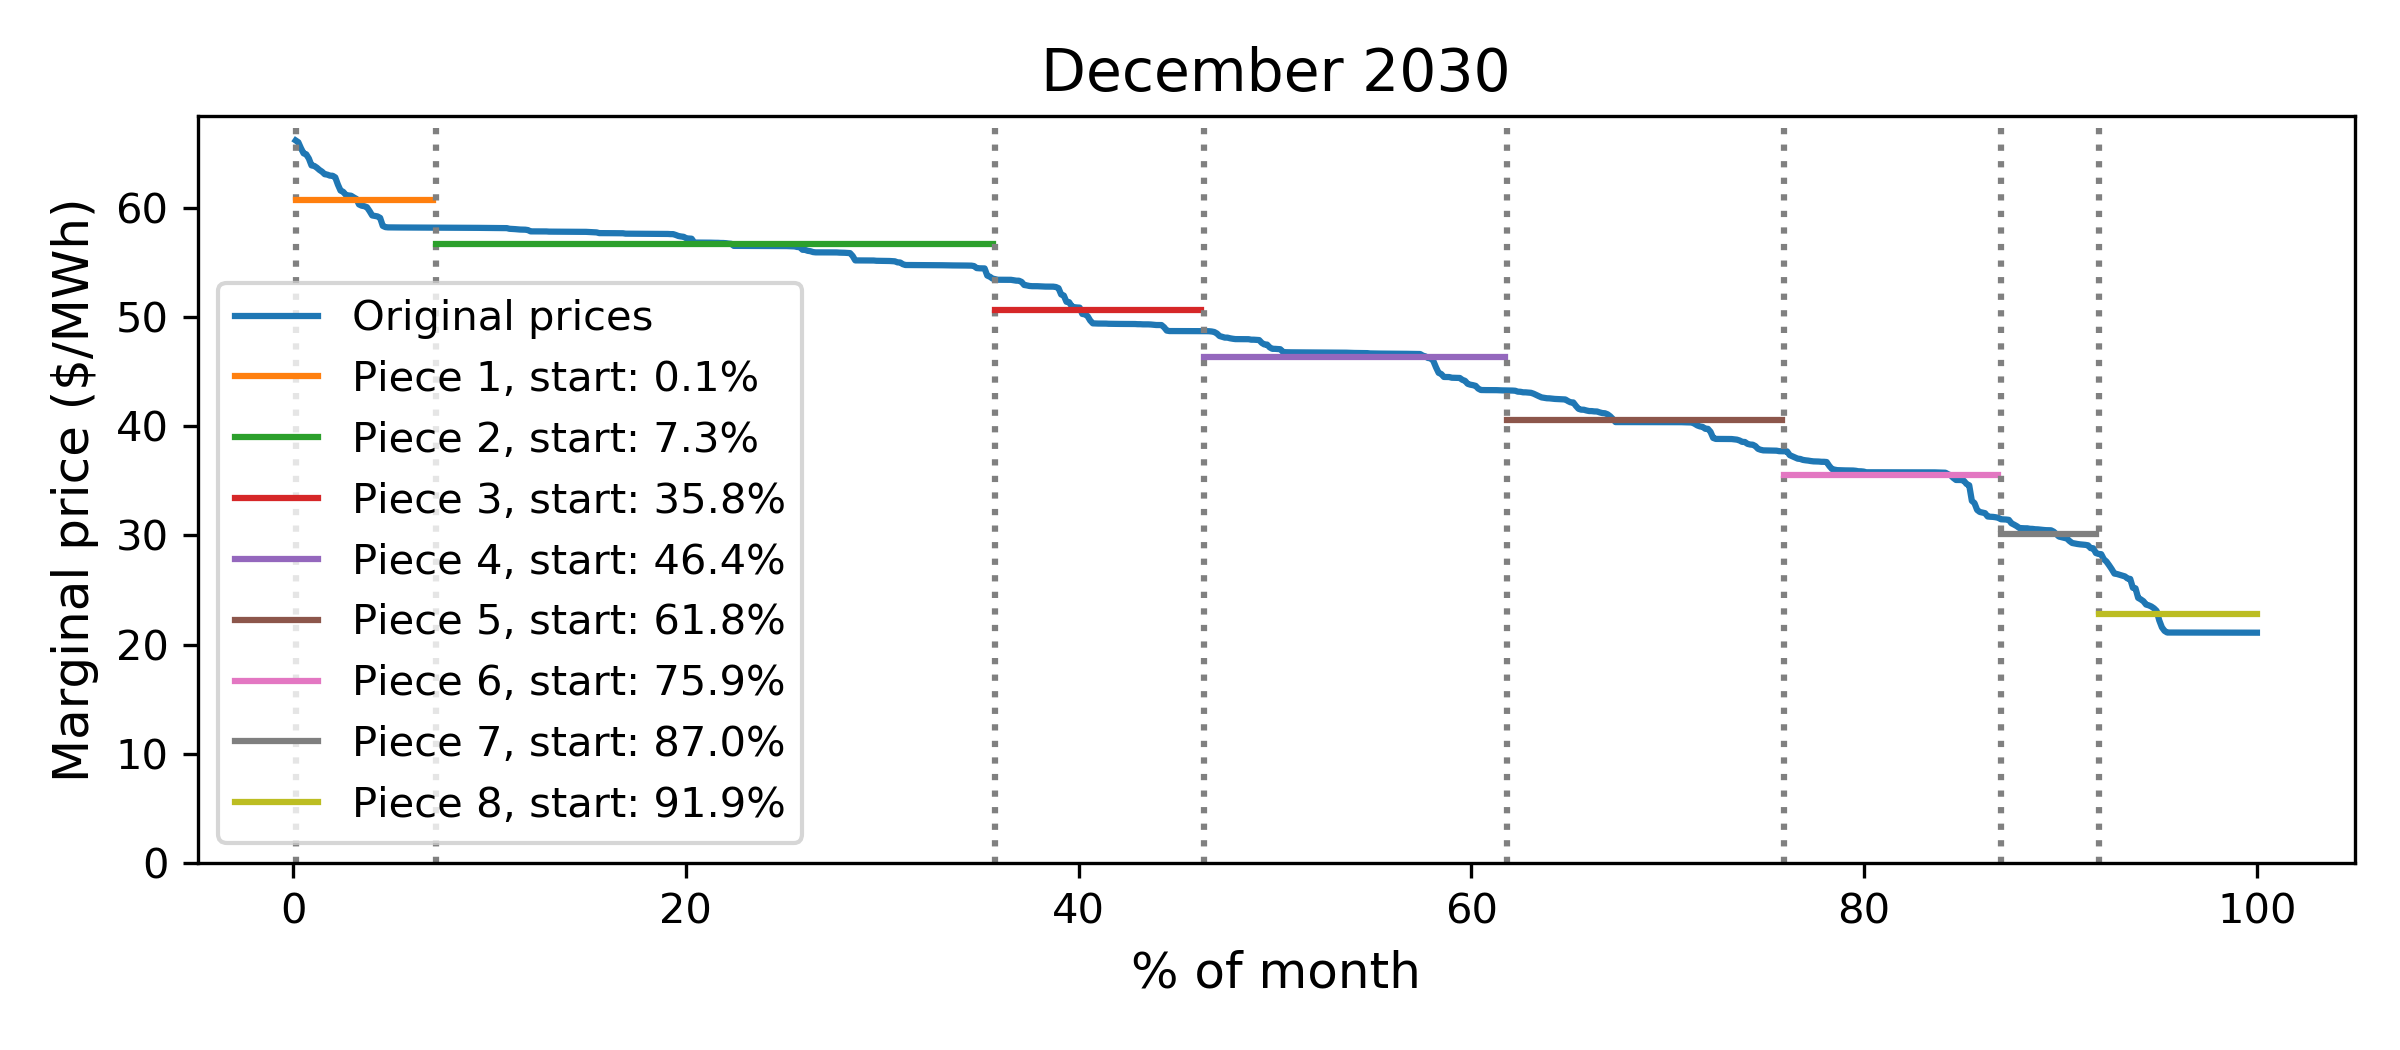 December 2030
Marginal price ($/MWh)
60
50
40
30
20
10
0
Original prices
Piece 1, start: 0.1%
Piece 2, start: 7.3%
Piece 3, start: 35.8%
Piece 4, start: 46.4%
Piece 5, start: 61.8%
Piece 6, start: 75.9%
Piece 7, start: 87.0%
Piece 8, start: 91.9%
0 20 40 60 80 100
% of month